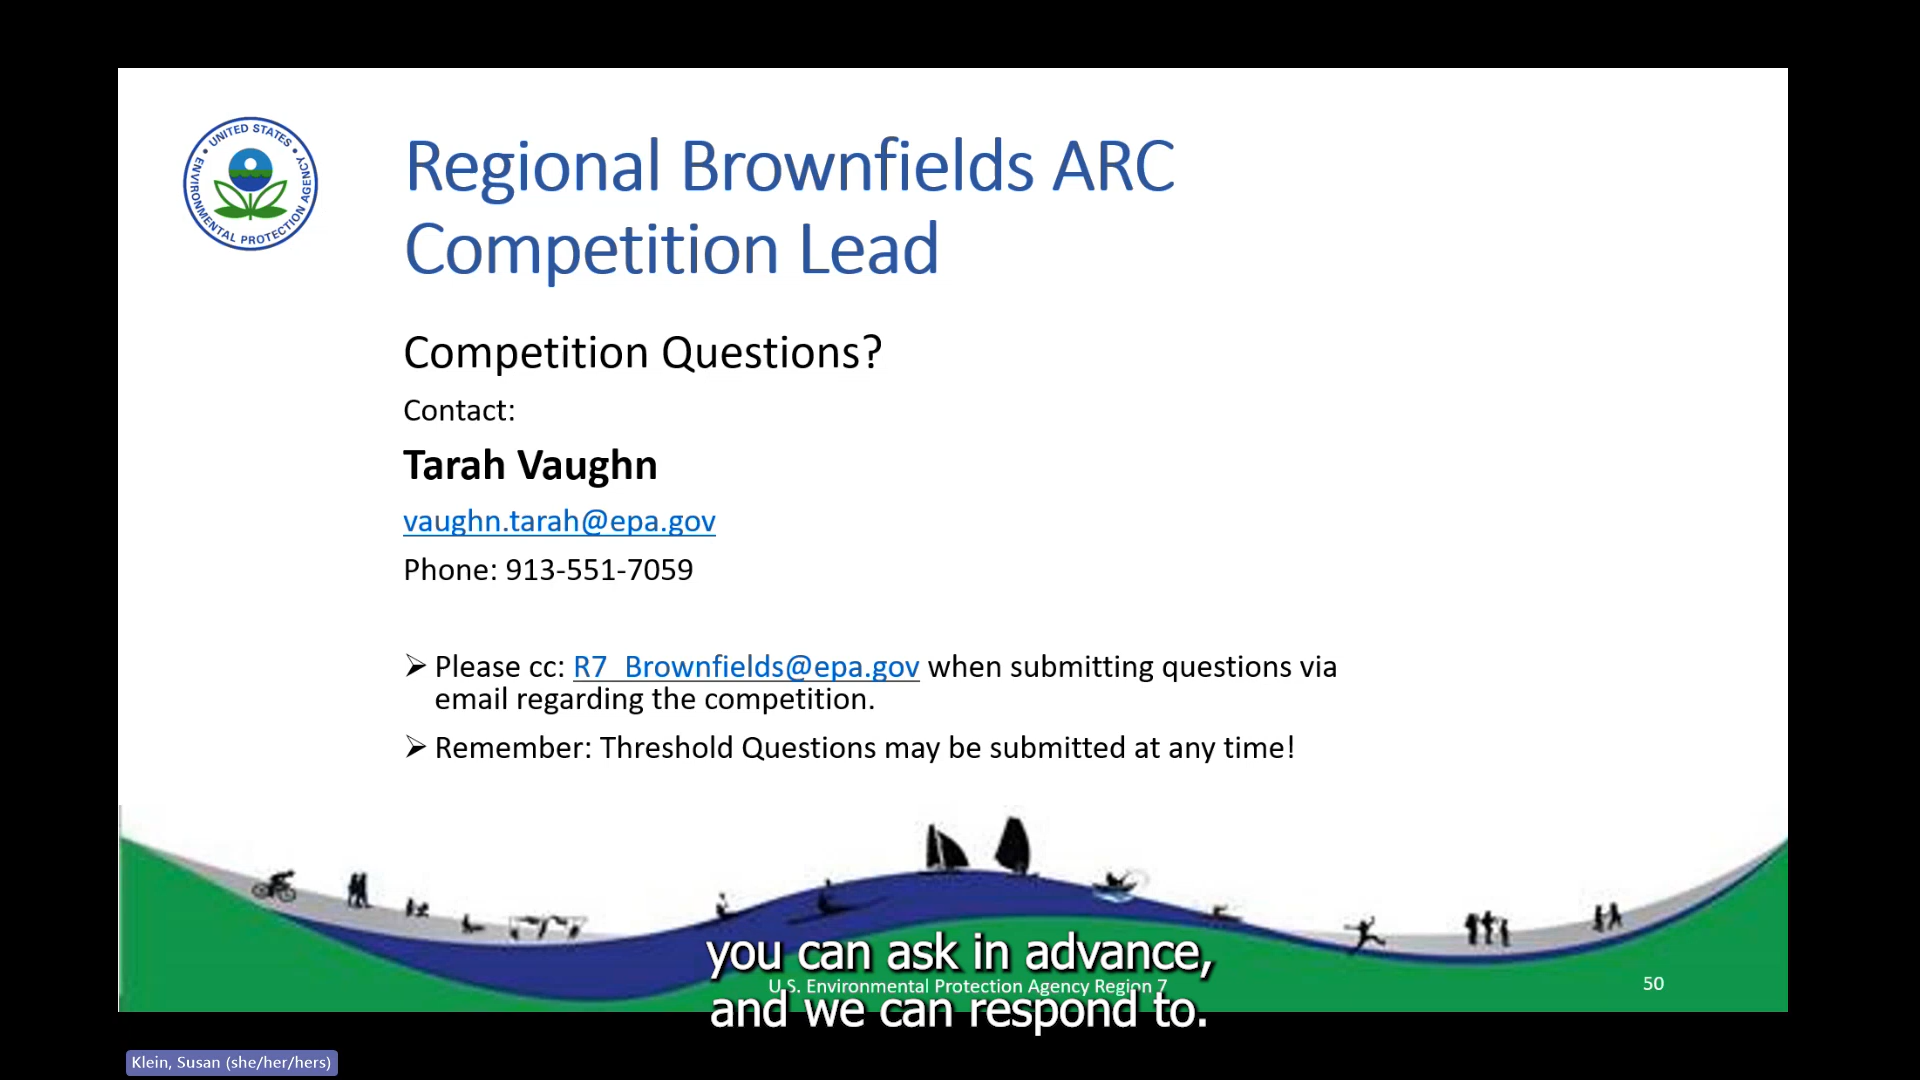 UNITED STATES
ENVIRONMENTAL PROTECTION AGENCY
Regional Brownfields ARC
Competition Lead
Competition Questions?
Contact:
Tarah Vaughn
vaughn.tarah@epa.gov
Phone: 913-551-7059
Please cc: R7_Brownfields@epa.gov when submitting questions via
email regarding the competition.
Remember: Threshold Questions may be submitted at any time!
you can ask in advance,
U.S. Environmental Protection Agency Region 7
50
and we can respond to.
Klein, Susan (she/her/hers)